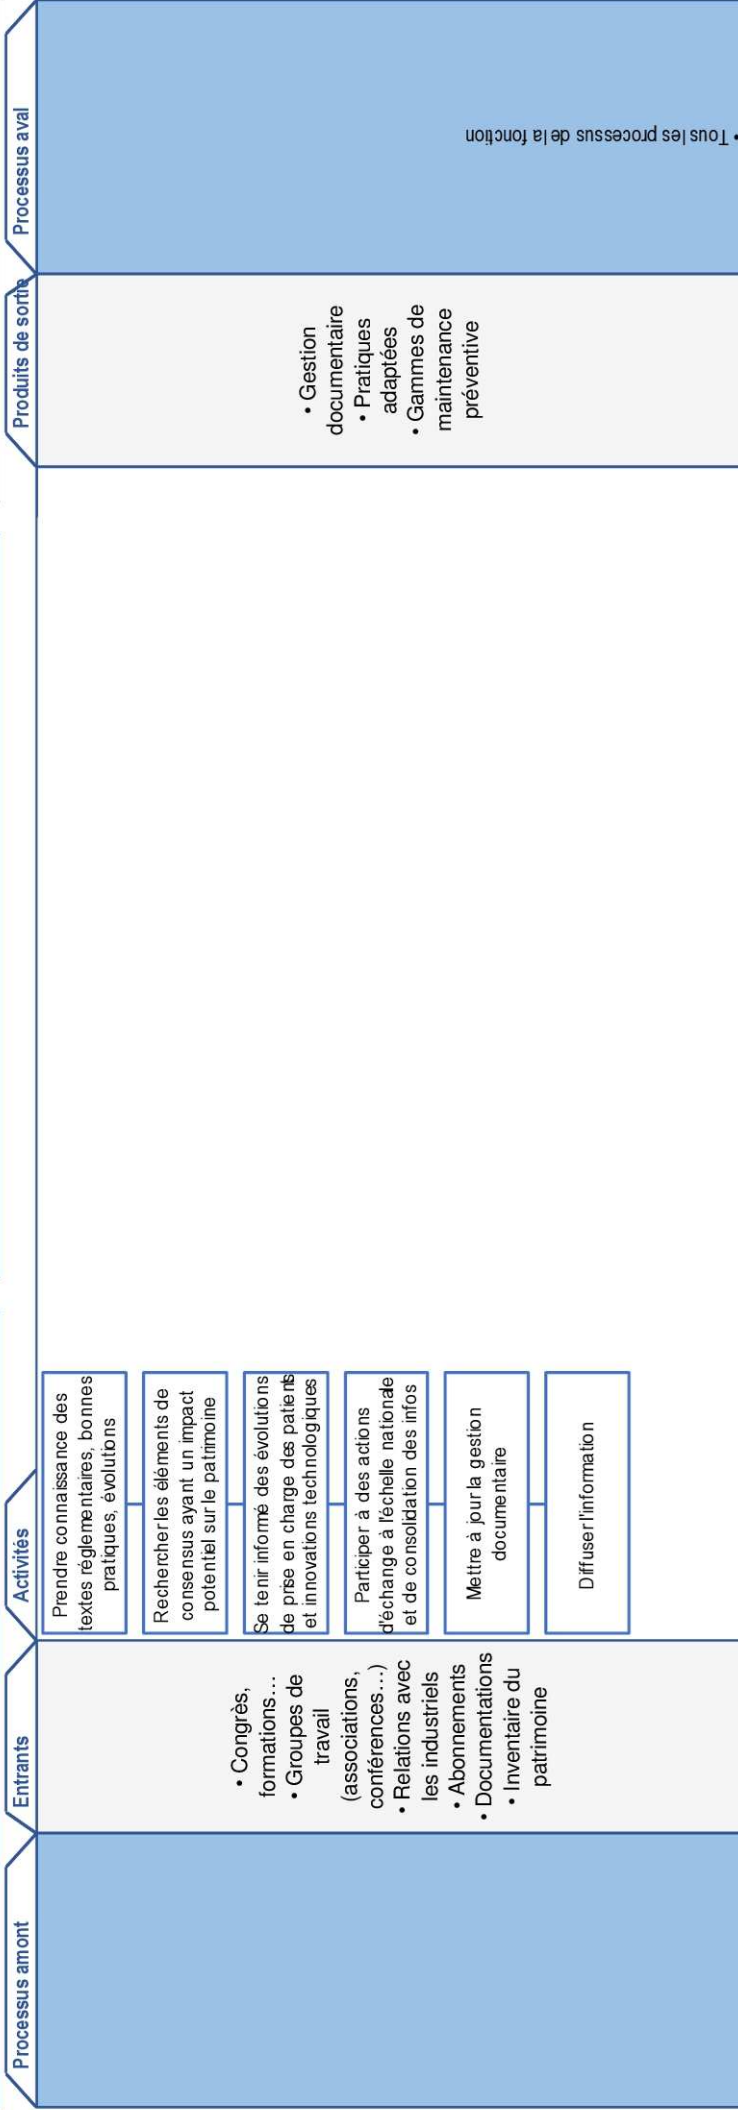 Processus amont
Entrants
Activités
Produits de sortie
Processus aval
• Congrès,
formations…
• Groupes de
travail
(associations,
conférences…)
• Relations avec
les industriels
• Abonnements
• Documentations
• Inventaire du
patrimoine
Prendre connaissance des
textes réglementaires, bonnes
pratiques, évolutions
Rechercher les éléments de
consensus ayant un impact
potentiel sur le patrimoine
Se tenir informé des évolutions
de prise en charge des patients
et innovations technologiques
Participer à des actions
d'échange à l'échelle nationale
et de consolidation des infos
Mettre à jour la gestion
documentaire
Diffuser l'information
• Gestion
documentaire
• Pratiques
adaptées
• Gammes de
maintenance
préventive
• Tous les processus de la fonction